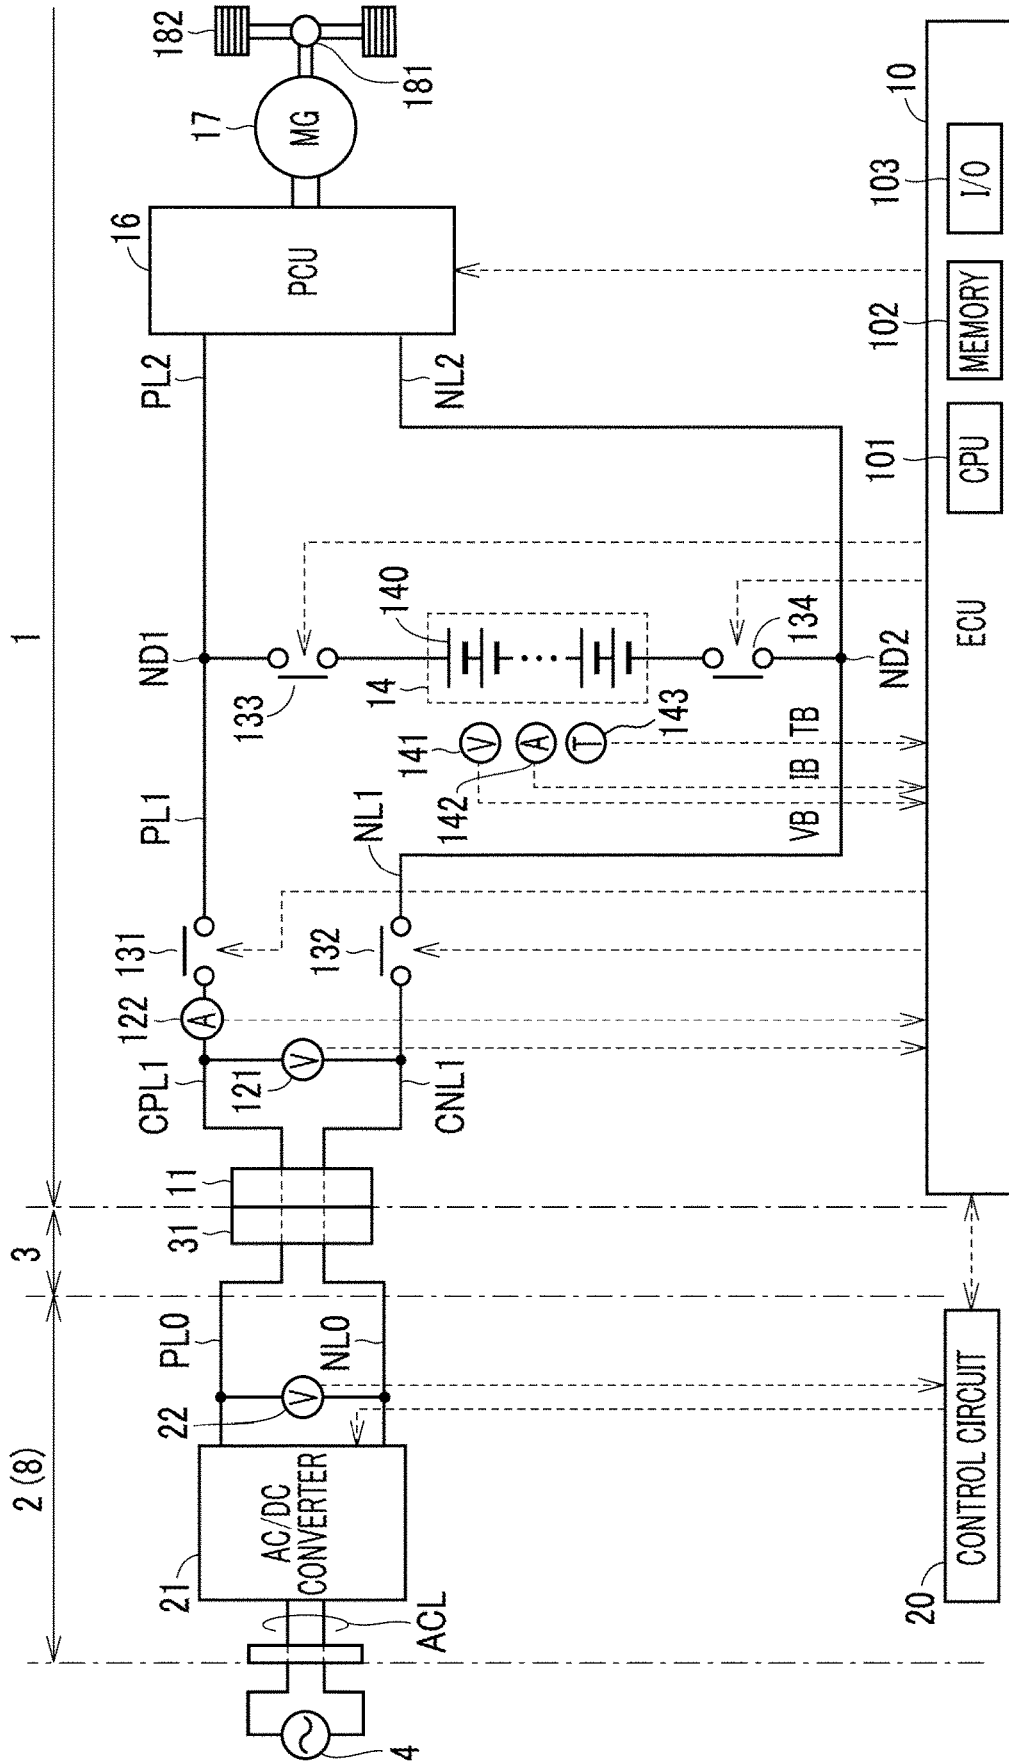 1
3
2 (8)
182
181
17
MG
16
PCU
PL2
NL2
ND1
133
14
140
141
V
142
A
T
143
134
ND2
TB
IB
VB
PL1
NL1
131
132
122
A
121
V
CPL1
CNL1
11
31
PL0
NL0
22
V
21
AC/DC
CONVERTER
ACL
4
10
103
I/O
102
MEMORY
101
CPU
ECU
20
CONTROL CIRCUIT